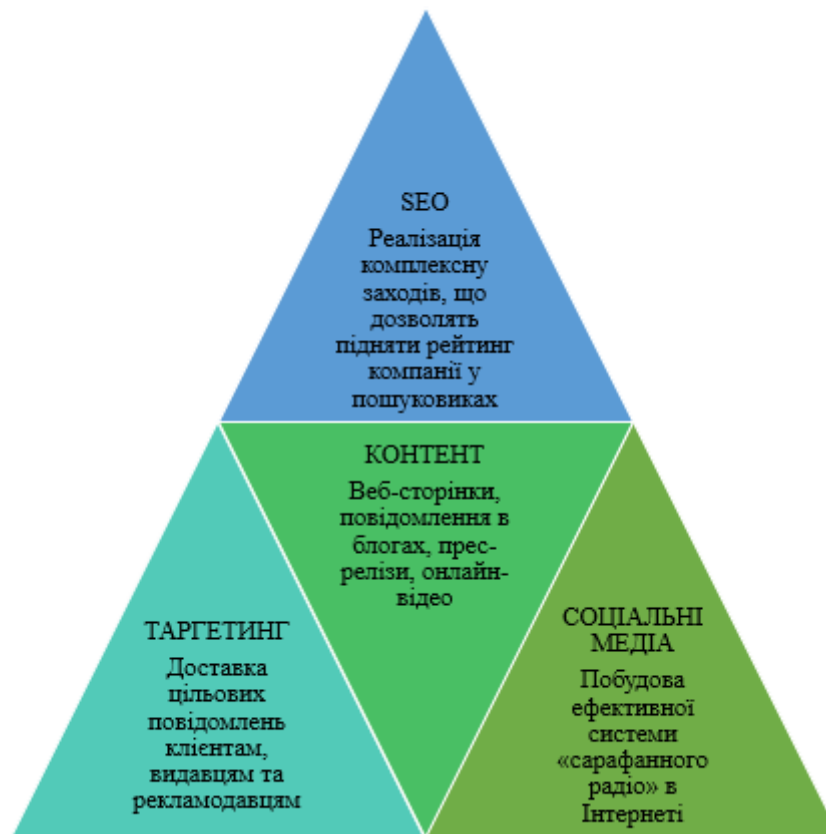 SEO
Реалізація
комплексну
заходів, що
дозволять
підняти рейтинг
компанії у
пошуковиках
КОНТЕНТ
Веб-сторінки,
повідомлення в
блогах, прес-
релізи, онлайн-
відео
ТАРГЕТИНГ
Доставка
цільових
повідомлень
клієнтам,
видавцям та
рекламодавцям
СОЦІАЛЬНІ
МЕДІА
Побудова
ефективної
системи
«сарафанного
радіо» в
Інтернеті